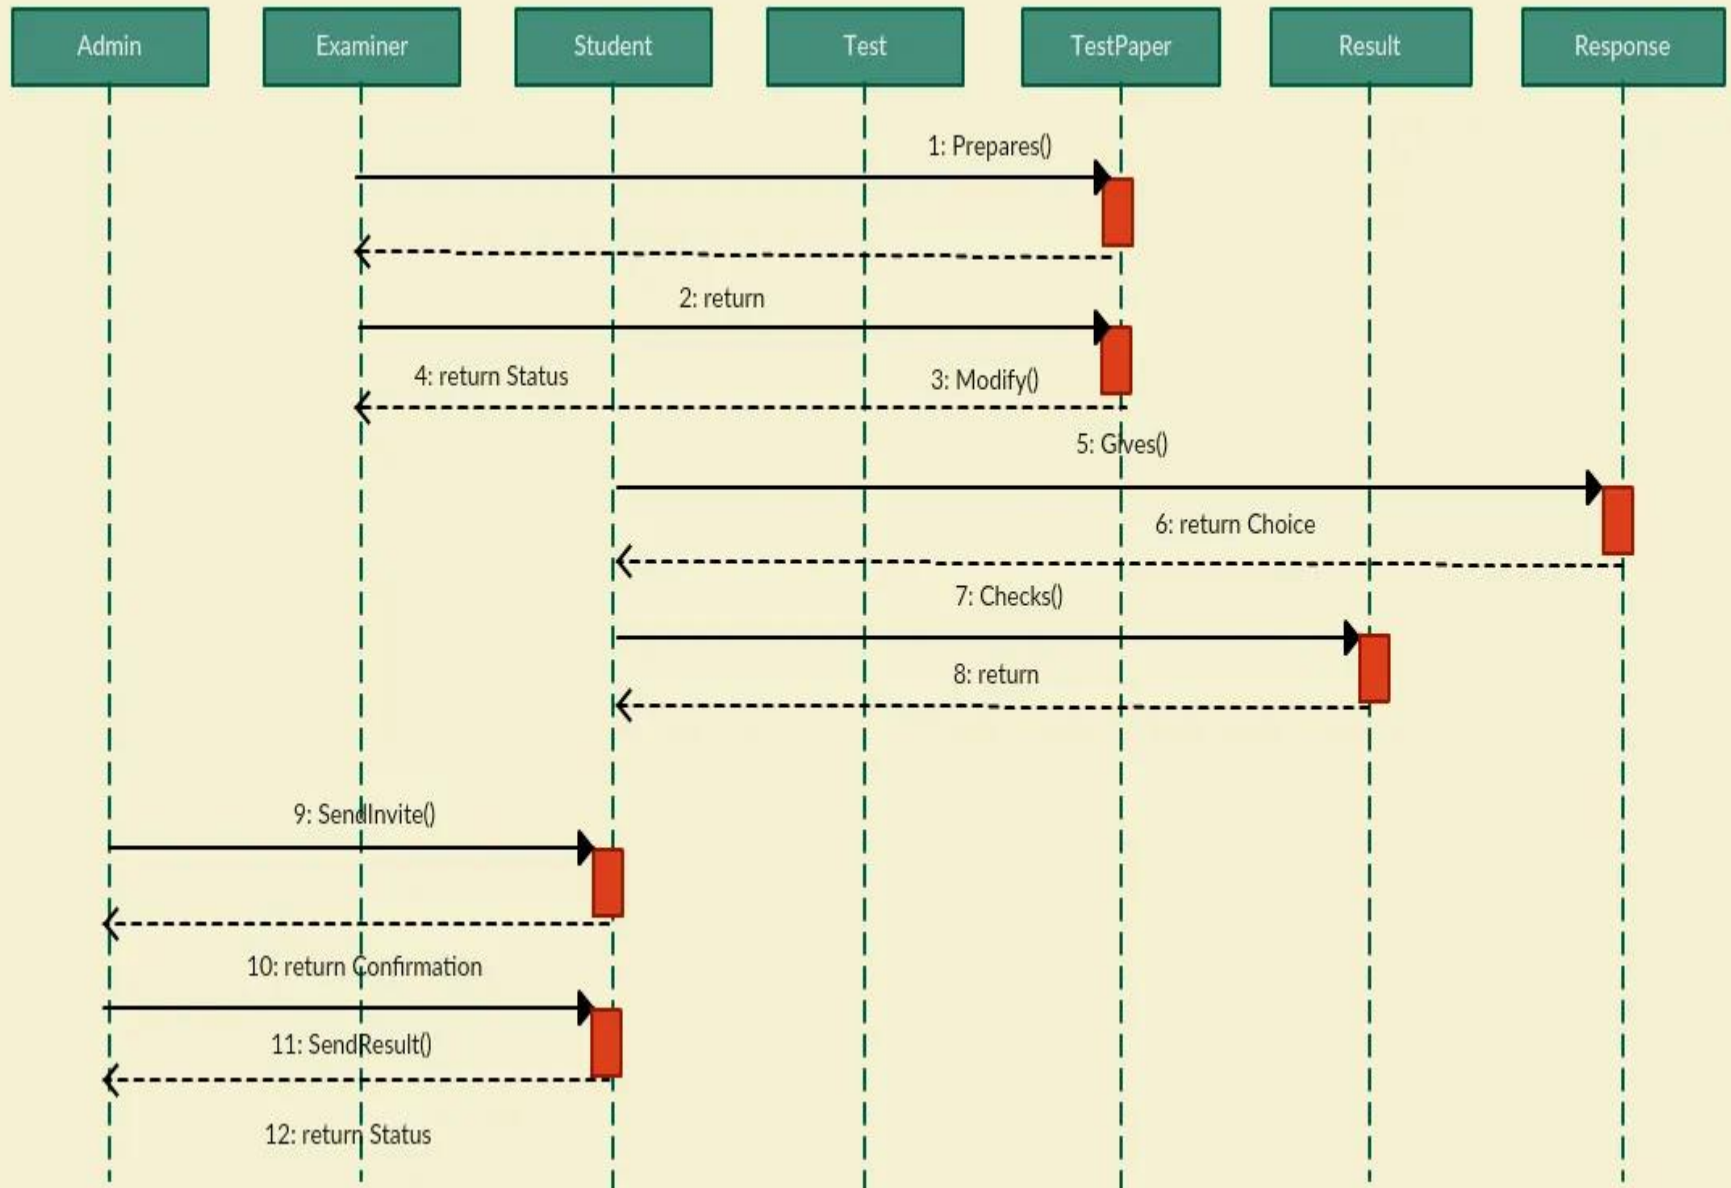 Admin
Examiner
Student
Test
TestPaper
Result
Response
1: Prepares()
2: return
4: return Status
3: Modify()
5: Gives()
6: return Choice
7: Checks()
8: return
9: SendInvite()
10: return Confirmation
11: SendResult()
12: return Status